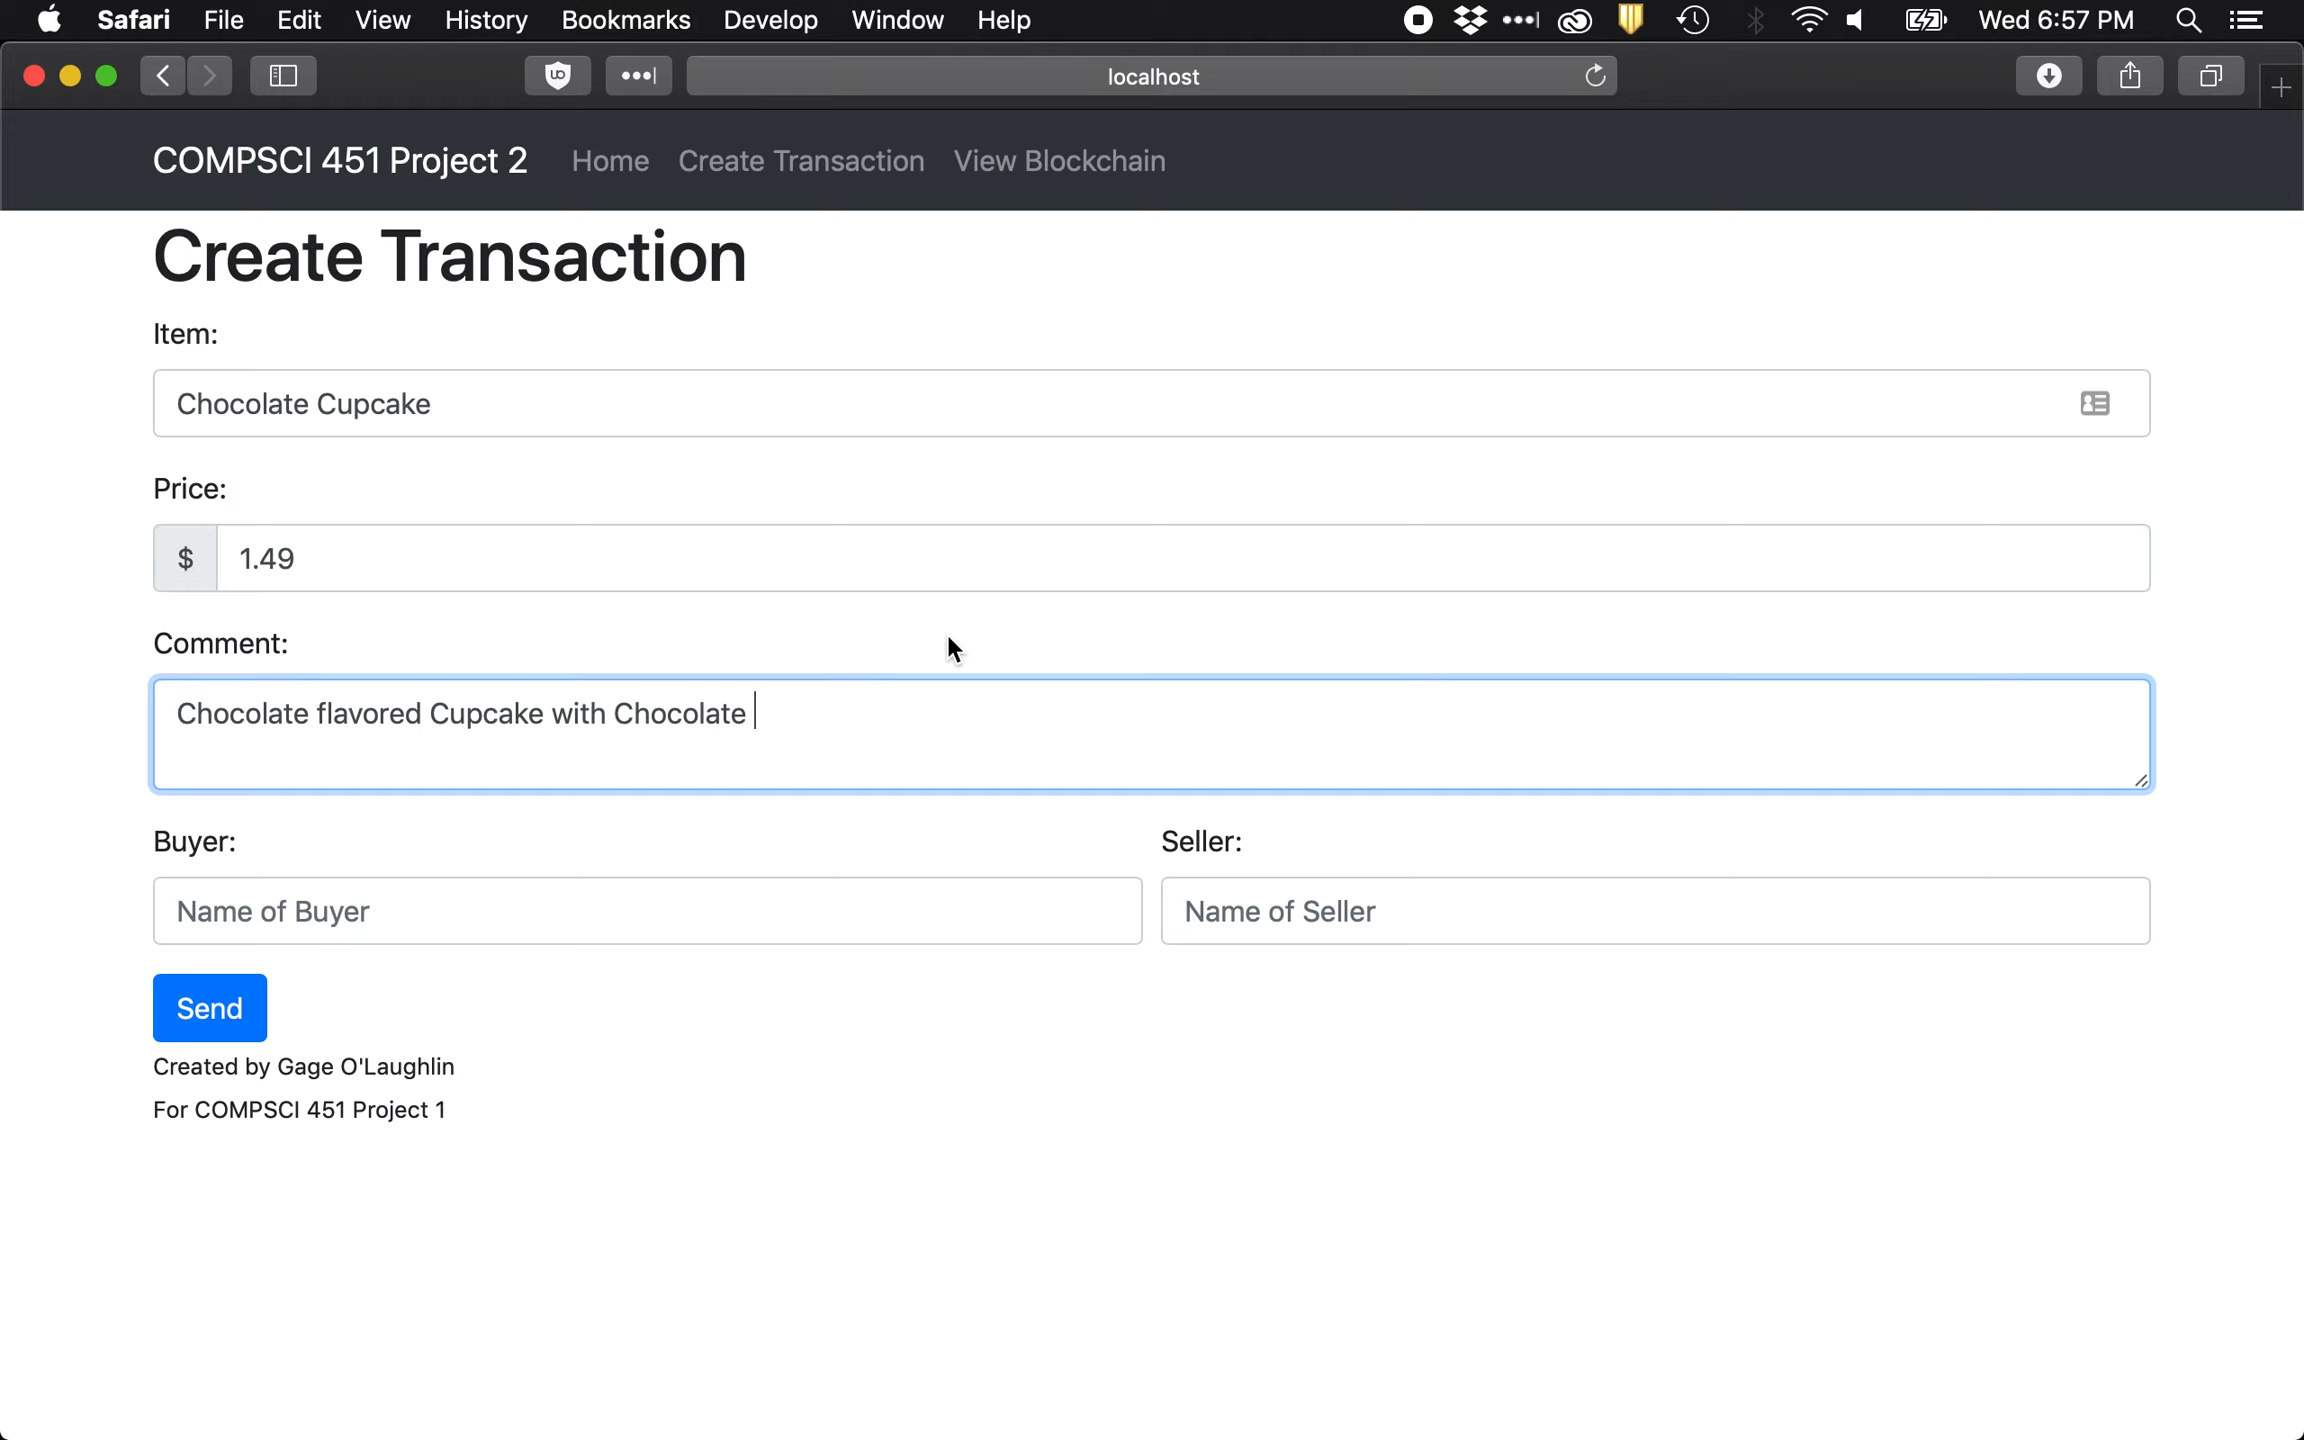 Safari File Edit View History Bookmarks Develop Window Help Wed 6:57 PM
localhost
COMPSCI 451 Project 2 Home Create Transaction View Blockchain
Create Transaction
Item:
Chocolate Cupcake
Price:
$ 1.49
Comment:
Chocolate flavored Cupcake with Chocolate
Buyer: Seller:
Name of Buyer Name of Seller
Send
Created by Gage O'Laughlin
For COMPSCI 451 Project 1